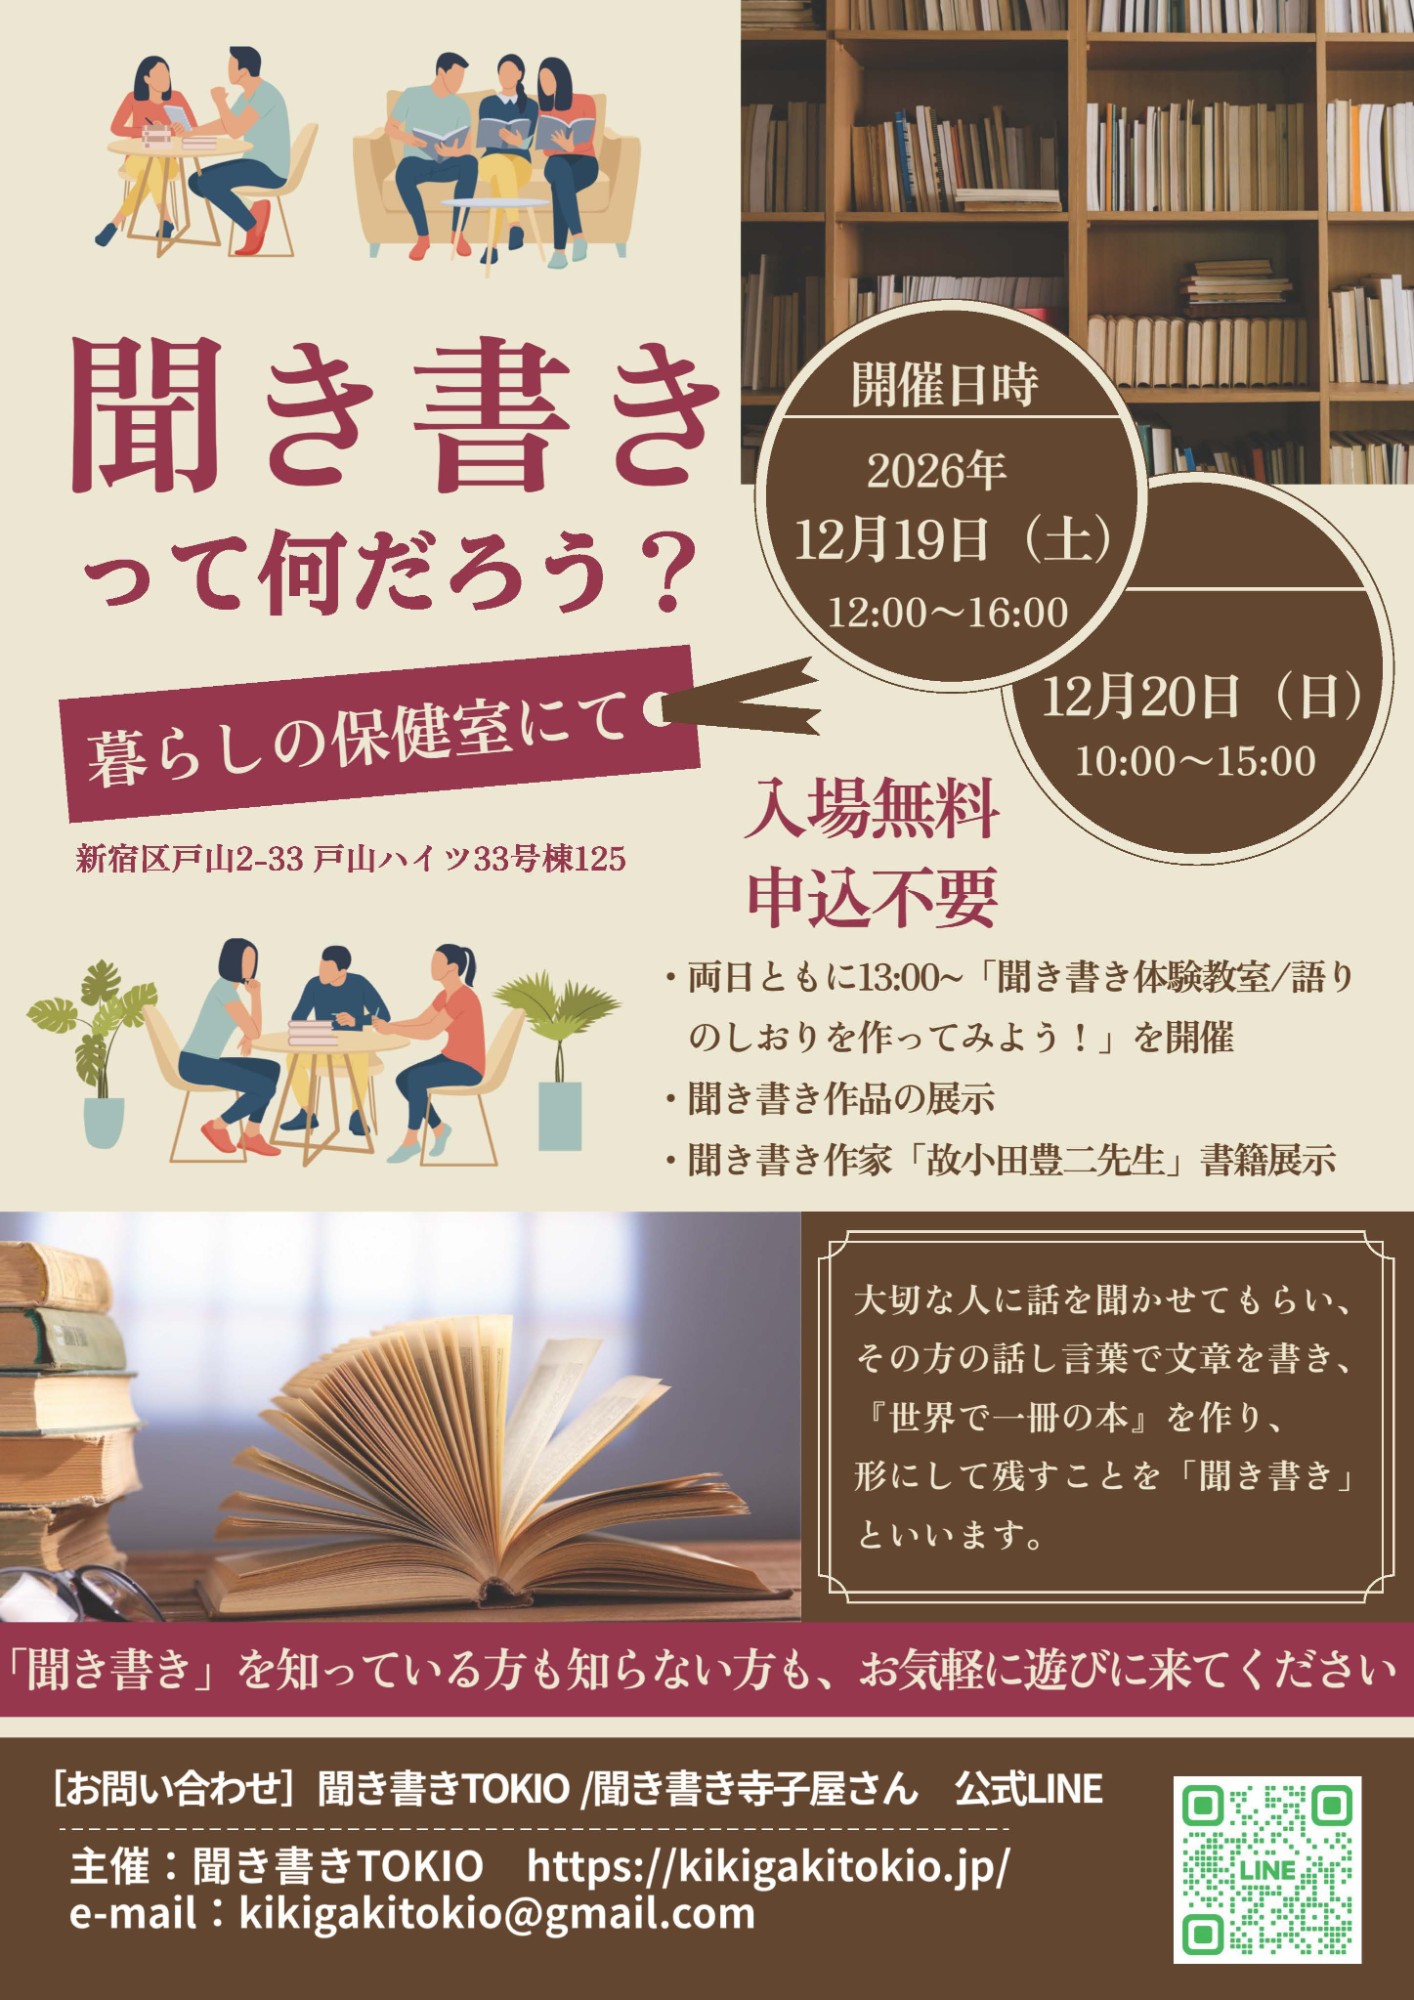 聞き書き
って何だろう？
開催日時
2026年
12月19日（土）
12:00～16:00
12月20日（日）
10:00～15:00
暮らしの保健室にて
新宿区戸山2-33 戸山ハイツ33号棟125
入場無料
申込不要
・両日ともに13:00~「聞き書き体験教室/語り
のしおりを作ってみよう！」を開催
・聞き書き作品の展示
・聞き書き作家「故小田豊二先生」書籍展示
大切な人に話を聞かせてもらい、
その方の話し言葉で文章を書き、
『世界で一冊の本』を作り、
形にして残すことを「聞き書き」
といいます。
「聞き書き」を知っている方も知らない方も、お気軽に遊びに来てください
［お問い合わせ］聞き書きTOKIO /聞き書き寺子屋さん　公式LINE
主催：聞き書きTOKIO　https://kikigakitokio.jp/
e-mail：kikigakitokio@gmail.com
LINE